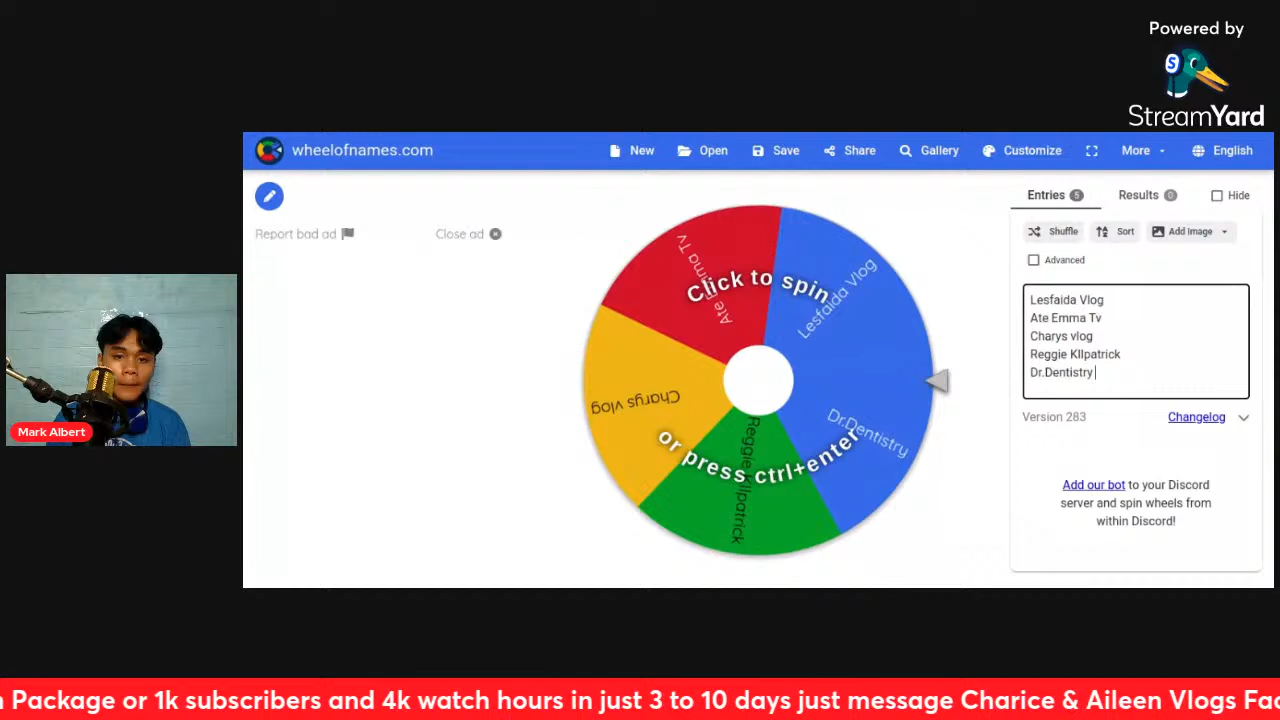 Powered by
StreamYard
wheelofnames.com
New
Open
Save
Share
Gallery
Customize
More
English
Report bad ad
Close ad
Entries 5
Results 0
Hide
Shuffle
Sort
Add Image
Advanced
Lesfaida Vlog
Ate Emma Tv
Charys vlog
Reggie KIlpatrick
Dr.Dentistry
Click to spin
or press ctrl+enter
Ate Emma Tv
Lesfaida Vlog
Charys vlog
Reggie KIlpatrick
Dr.Dentistry
Version 283
Changelog
Add our bot to your Discord
server and spin wheels from
within Discord!
Mark Albert
Package or 1k subscribers and 4k watch hours in just 3 to 10 days just message Charice & Aileen Vlogs